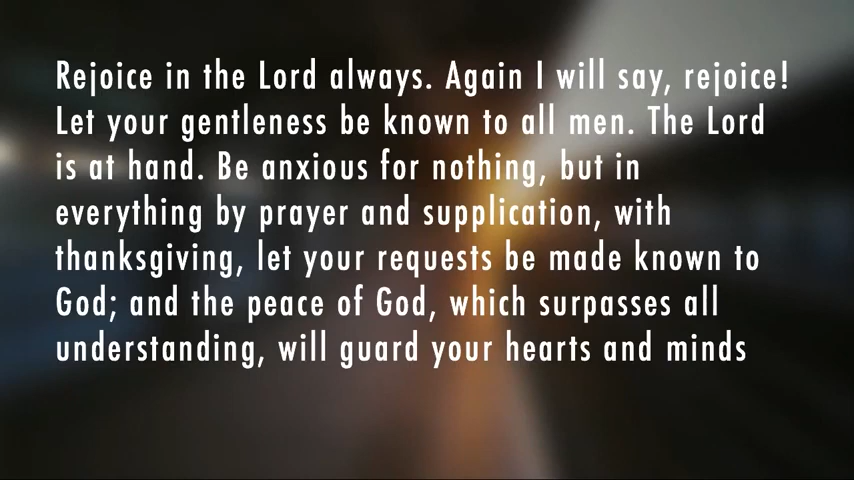 Rejoice in the Lord always. Again I will say, rejoice!
Let your gentleness be known to all men. The Lord
is at hand. Be anxious for nothing, but in
everything by prayer and supplication, with
thanksgiving, let your requests be made known to
God; and the peace of God, which surpasses all
understanding, will guard your hearts and minds